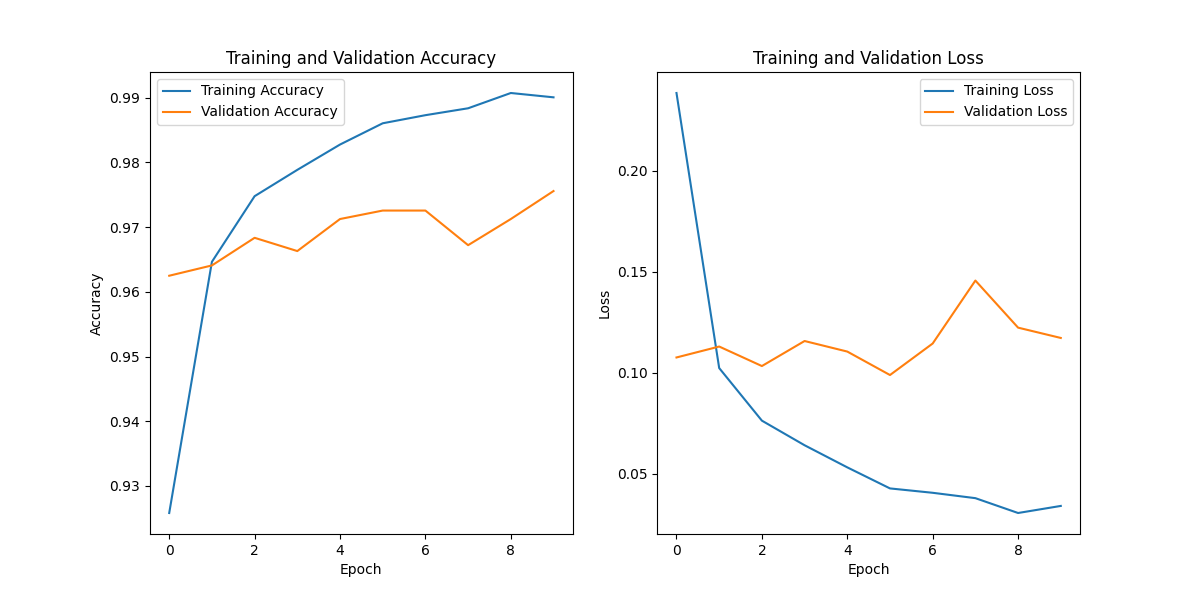 Training and Validation Accuracy
Training Accuracy
Validation Accuracy
0.99
0.98
0.97
0.96
0.95
0.94
0.93
Accuracy
0 2 4 6 8
Epoch
Training and Validation Loss
Training Loss
Validation Loss
0.20
0.15
0.10
0.05
Loss
0 2 4 6 8
Epoch